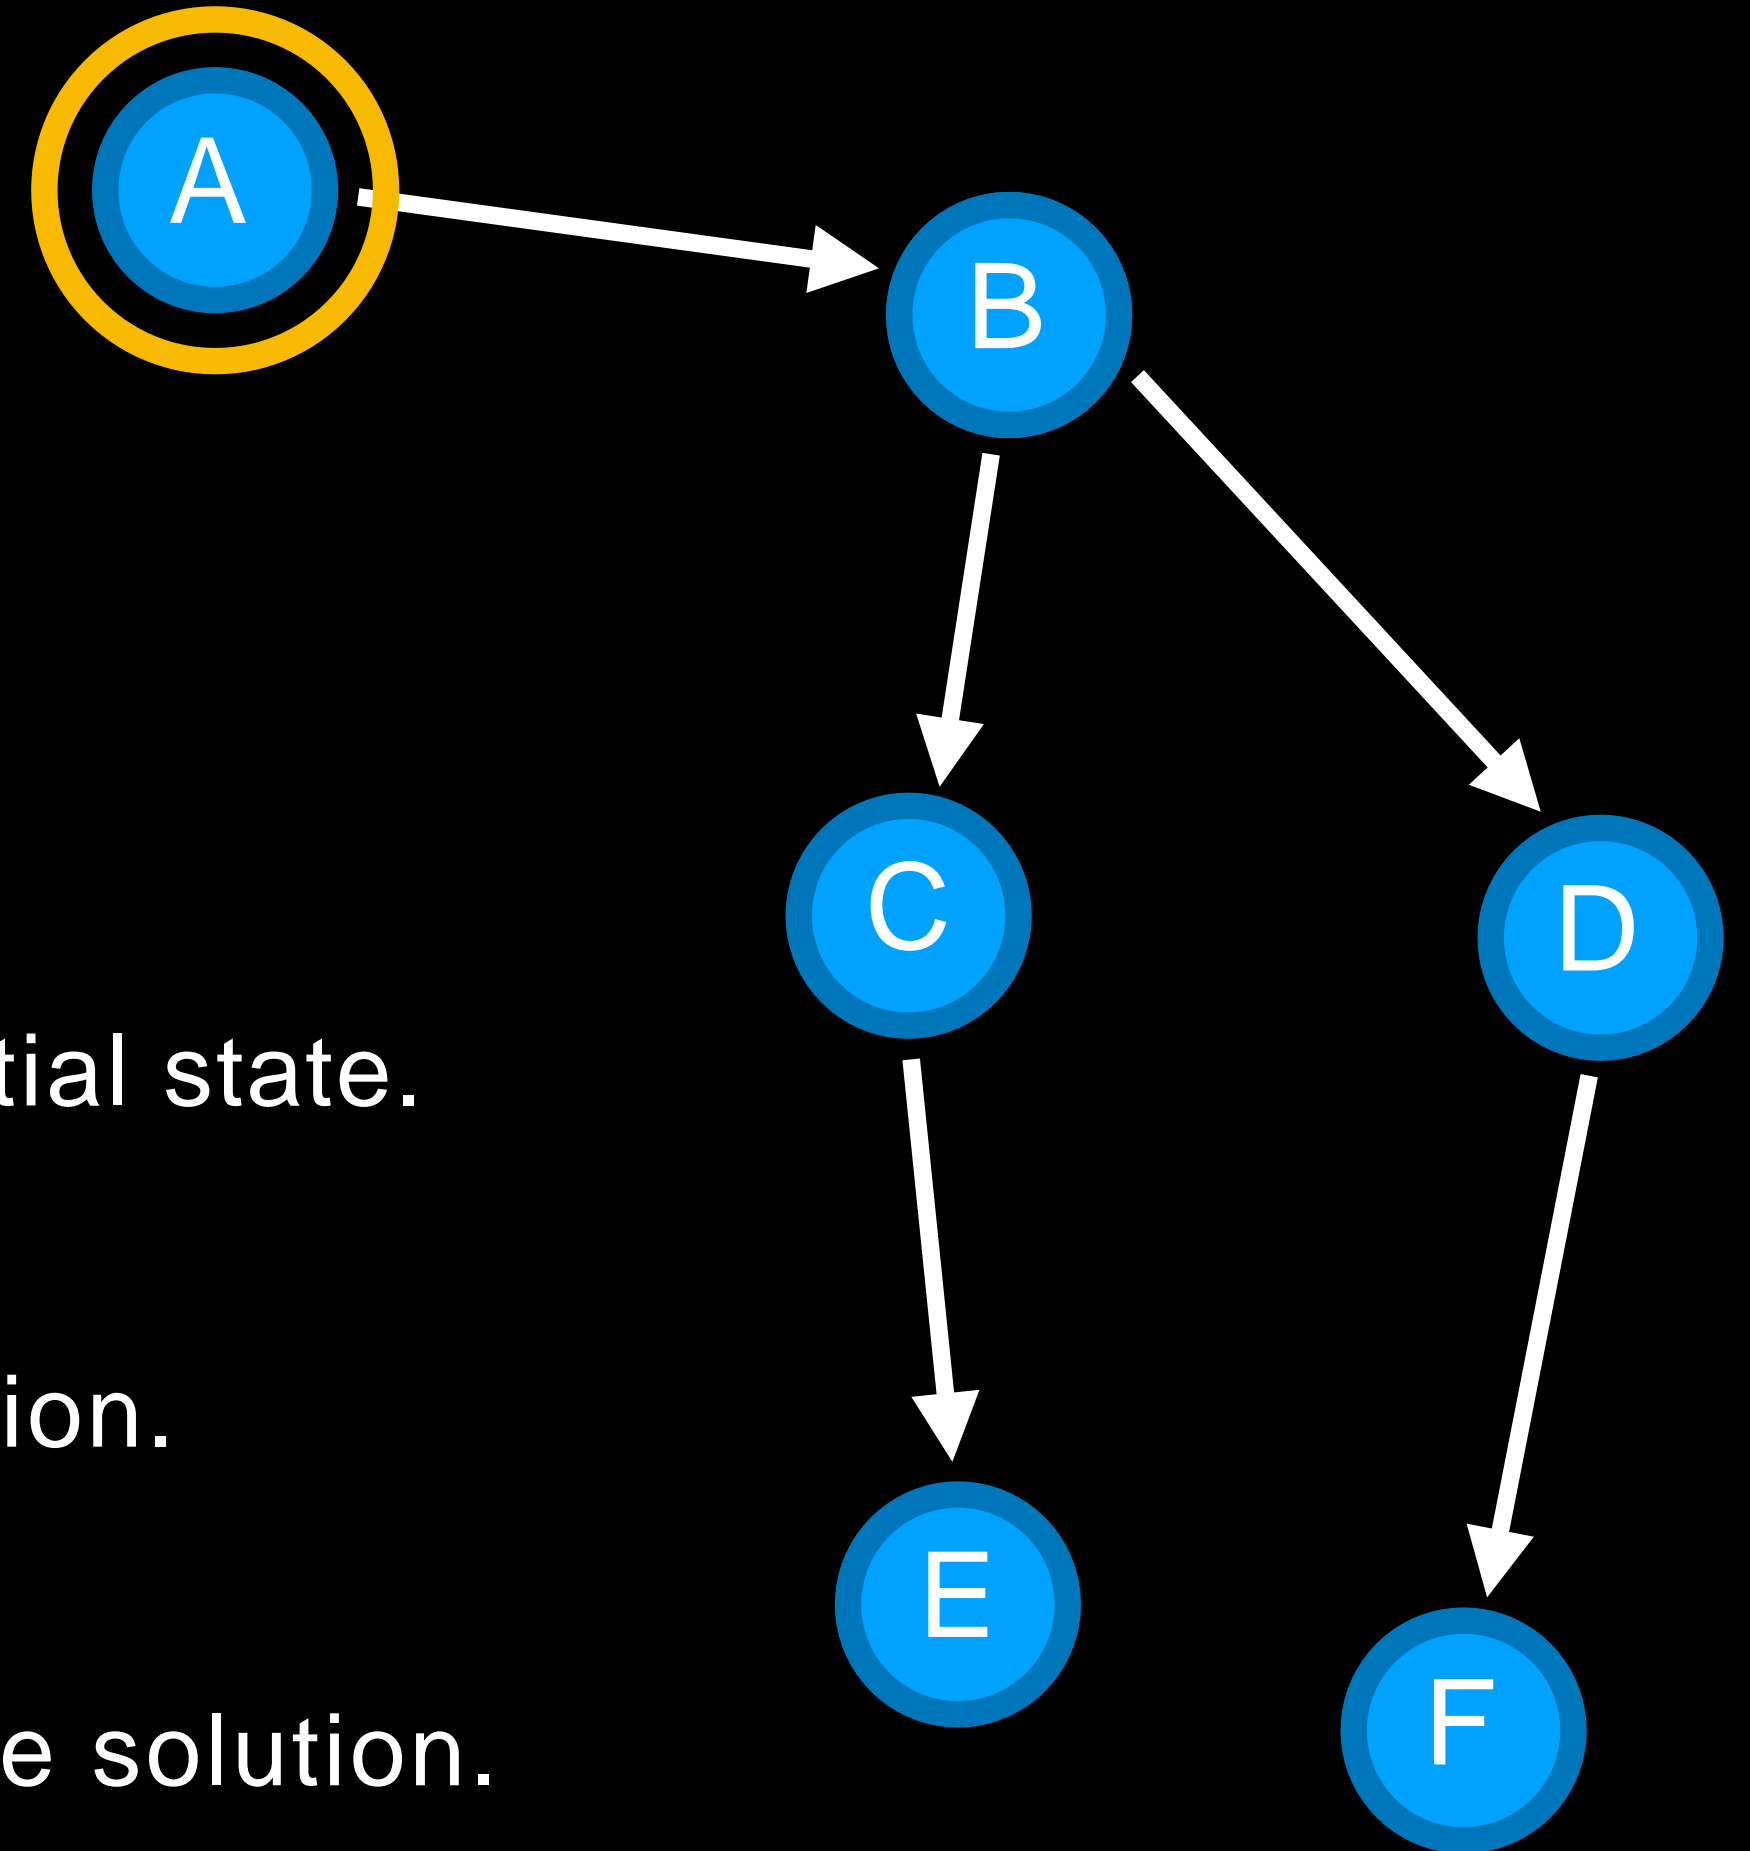 A
B
C
D
tial state.
ion.
E
F
e solution.